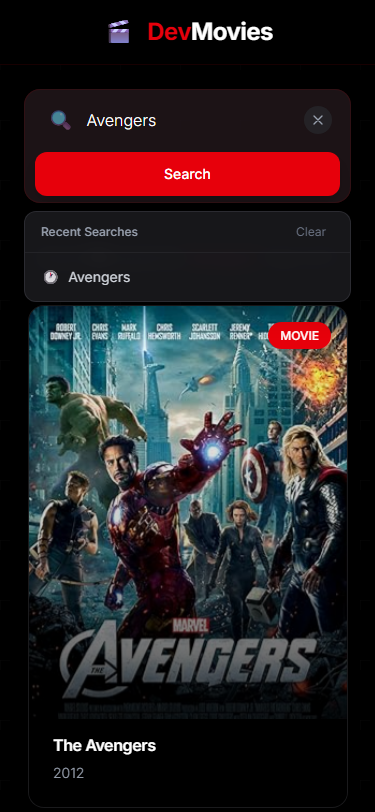 DevMovies
Avengers
Search
Recent Searches
Clear
Avengers
ROBERT DOWNEY JR.
CHRIS EVANS
MARK RUFFALO
CHRIS HEMSWORTH
SCARLETT JOHANSSON
JEREMY RENNER
MOVIE
MARVEL
THE AVENGERS
The Avengers
2012